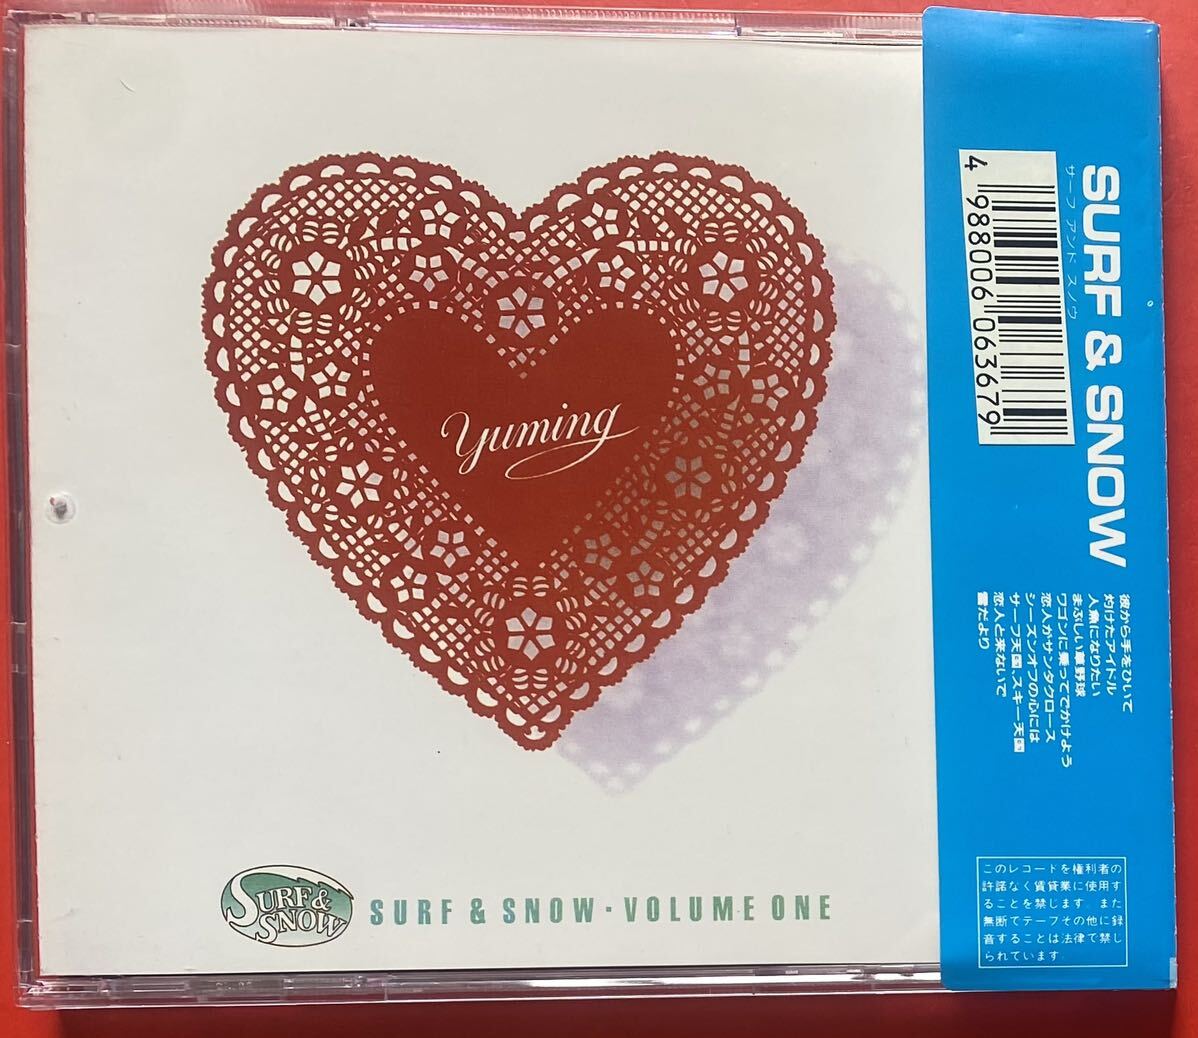 yuming
SURF &
SNOW
SURF & SNOW · VOLUME ONE
SURF & SNOW
サーフ アンド スノウ
4 988006 063679
彼から手をひいて
灼けたアイドル
人魚になりたい
まぶしい草野球
ワゴンに乗ってでかけよう
恋人がサンタクロース
シーズンオフの心には
サーフ天国、スキー天国
恋人と来ないで
雪だより
このレコードを権利者の
許諾なく賃貸業に使用す
ることを禁じます。また
無断でテープその他に録
音することは法律で禁じ
られています。